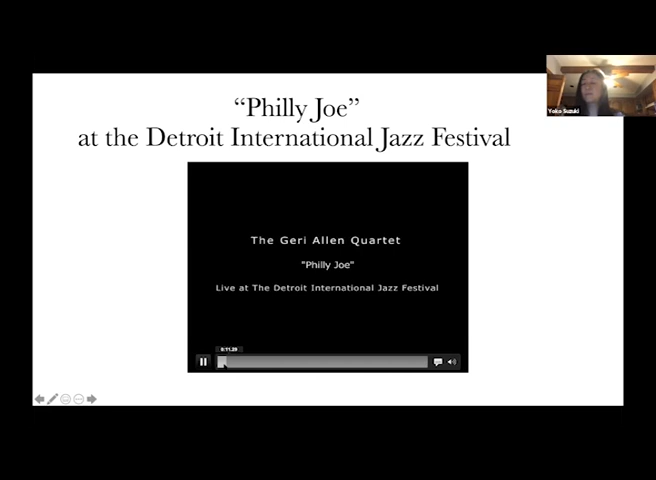 “Philly Joe”
at the Detroit International Jazz Festival
Yoko Suzuki
The Geri Allen Quartet
"Philly Joe"
Live at The Detroit International Jazz Festival